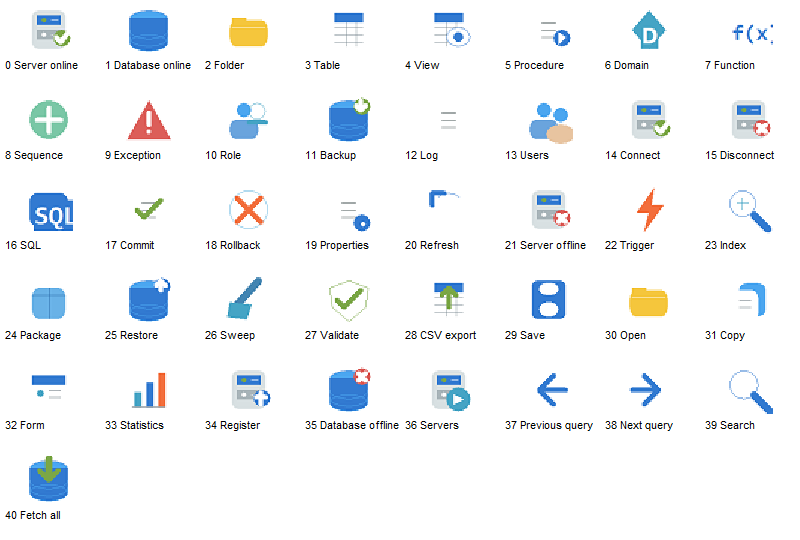 f(x)
D
0 Server online 1 Database online 2 Folder 3 Table 4 View 5 Procedure 6 Domain 7 Function
8 Sequence 9 Exception 10 Role 11 Backup 12 Log 13 Users 14 Connect 15 Disconnect
SQL
16 SQL 17 Commit 18 Rollback 19 Properties 20 Refresh 21 Server offline 22 Trigger 23 Index
24 Package 25 Restore 26 Sweep 27 Validate 28 CSV export 29 Save 30 Open 31 Copy
32 Form 33 Statistics 34 Register 35 Database offline 36 Servers 37 Previous query 38 Next query 39 Search
40 Fetch all